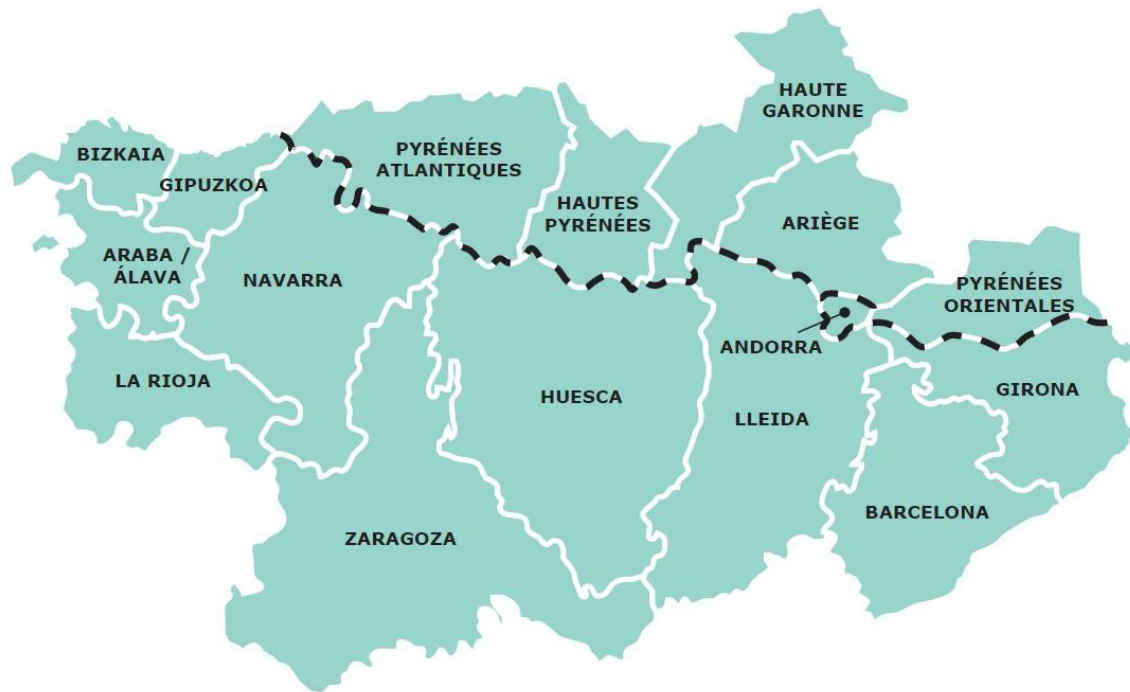 HAUTE
GARONNE
BIZKAIA
PYRÉNÉES
ATLANTIQUES
GIPUZKOA
HAUTES
PYRÉNÉES
ARIÈGE
ARABA /
ÁLAVA
NAVARRA
PYRÉNÉES
ORIENTALES
ANDORRA
LA RIOJA
HUESCA
GIRONA
LLEIDA
BARCELONA
ZARAGOZA